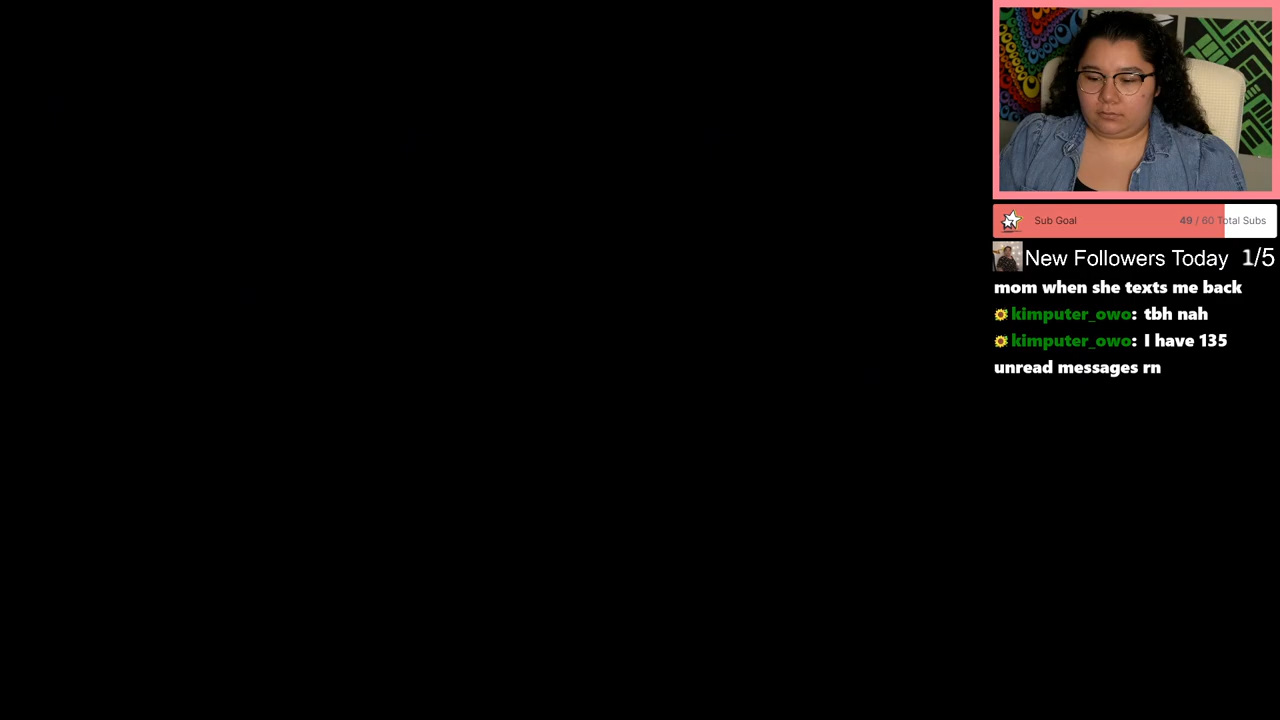 Sub Goal 49 / 60 Total Subs
New Followers Today 1/5
mom when she texts me back
kimputer_owo: tbh nah
kimputer_owo: I have 135
unread messages rn